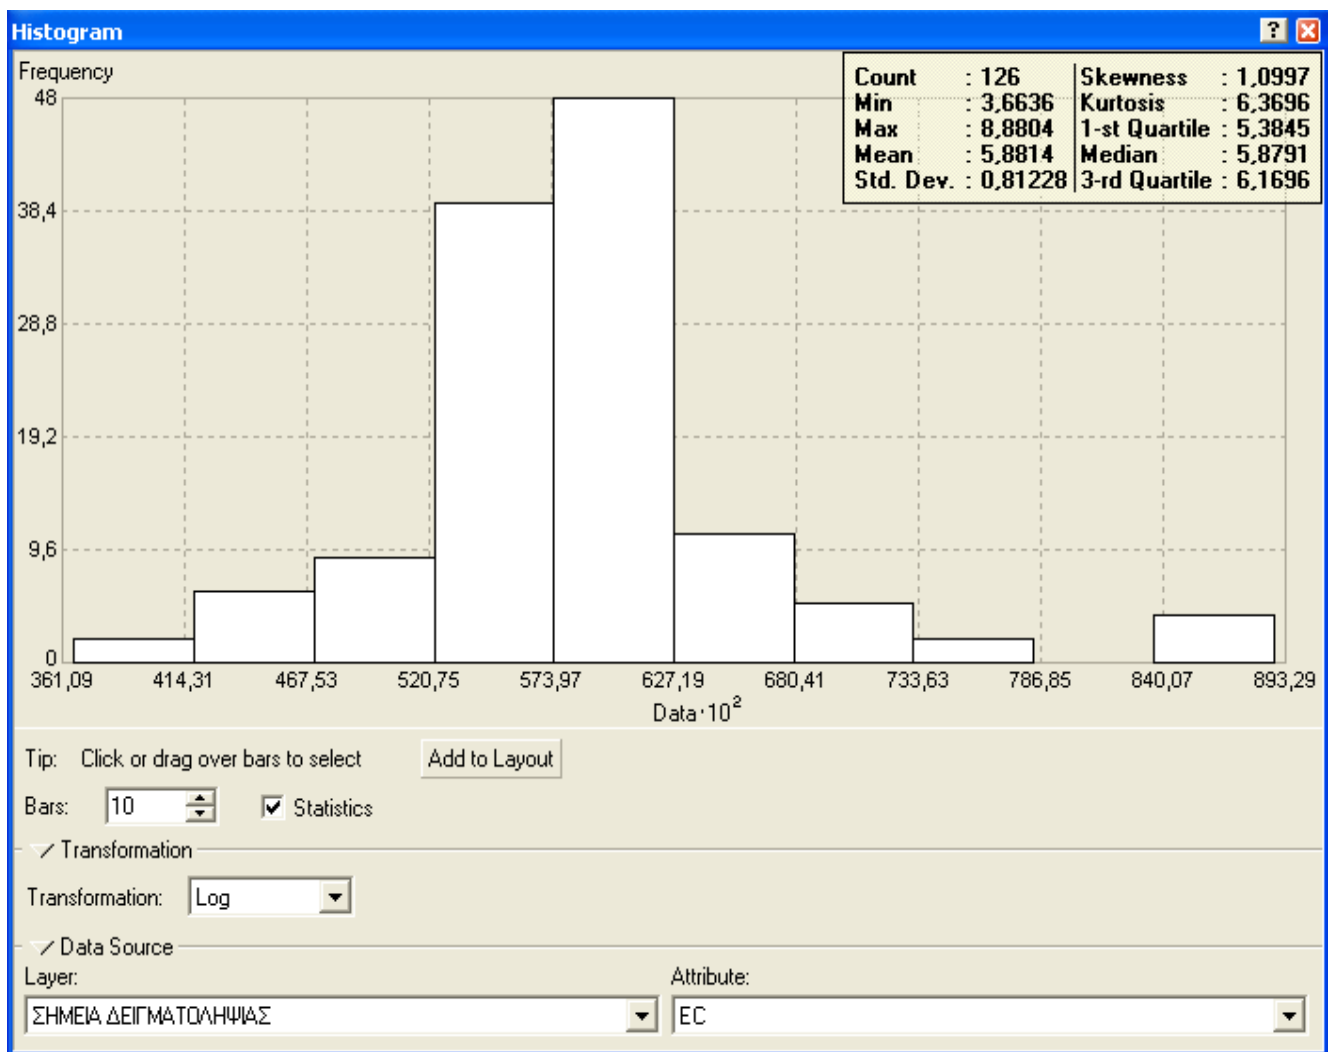 Histogram
Frequency
Count : 126 Skewness : 1,0997
Min : 3,6636 Kurtosis : 6,3696
Max : 8,8804 1-st Quartile : 5,3845
Mean : 5,8814 Median : 5,8791
Std. Dev. : 0,81228 3-rd Quartile : 6,1696
48
38,4
28,8
19,2
9,6
0
361,09 414,31 467,53 520,75 573,97 627,19 680,41 733,63 786,85 840,07 893,29
Data·10²
Tip: Click or drag over bars to select Add to Layout
Bars: 10 Statistics
Transformation
Transformation: Log
Data Source
Layer: Attribute:
ΣΗΜΕΙΑ ΔΕΙΓΜΑΤΟΛΗΨΙΑΣ EC